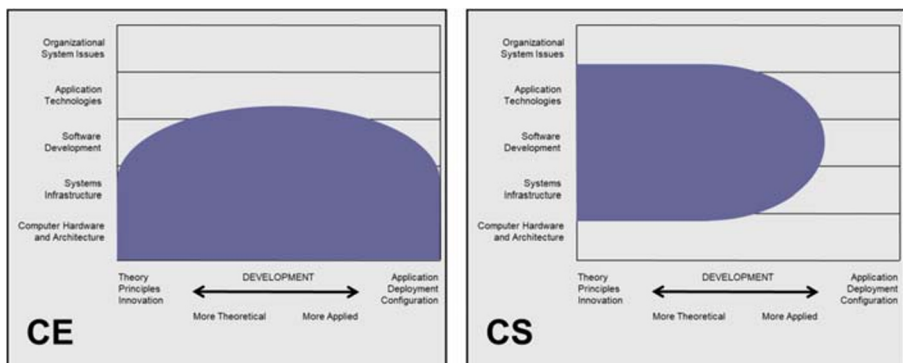 Organizational
System Issues
Application
Technologies
Software
Development
Systems
Infrastructure
Computer Hardware
and Architecture
Theory
Principles
Innovation
DEVELOPMENT
Application
Deployment
Configuration
More Theoretical
More Applied
CE
Organizational
System Issues
Application
Technologies
Software
Development
Systems
Infrastructure
Computer Hardware
and Architecture
Theory
Principles
Innovation
DEVELOPMENT
Application
Deployment
Configuration
More Theoretical
More Applied
CS